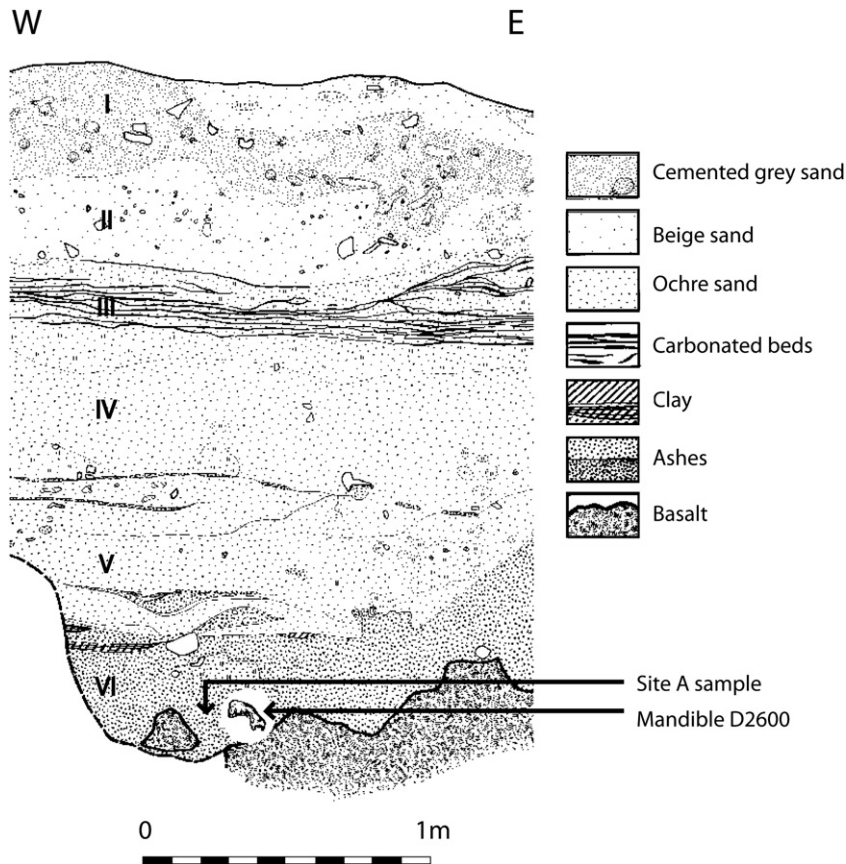 W
E
I
II
III
IV
V
VI
Cemented grey sand
Beige sand
Ochre sand
Carbonated beds
Clay
Ashes
Basalt
Site A sample
Mandible D2600
0
1m